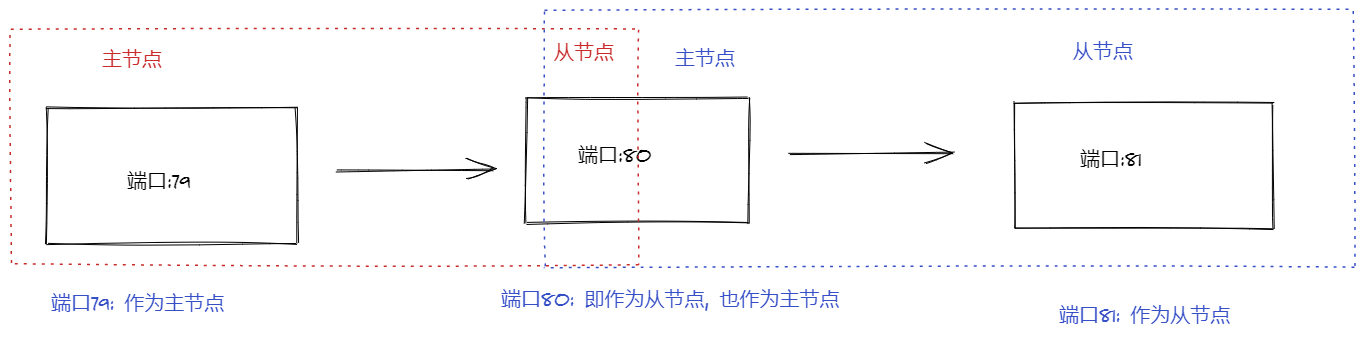 主节点
从节点
主节点
从节点
端口:79
端口:80
端口:81
端口79: 作为主节点
端口80: 即作为从节点, 也作为主节点
端口81: 作为从节点